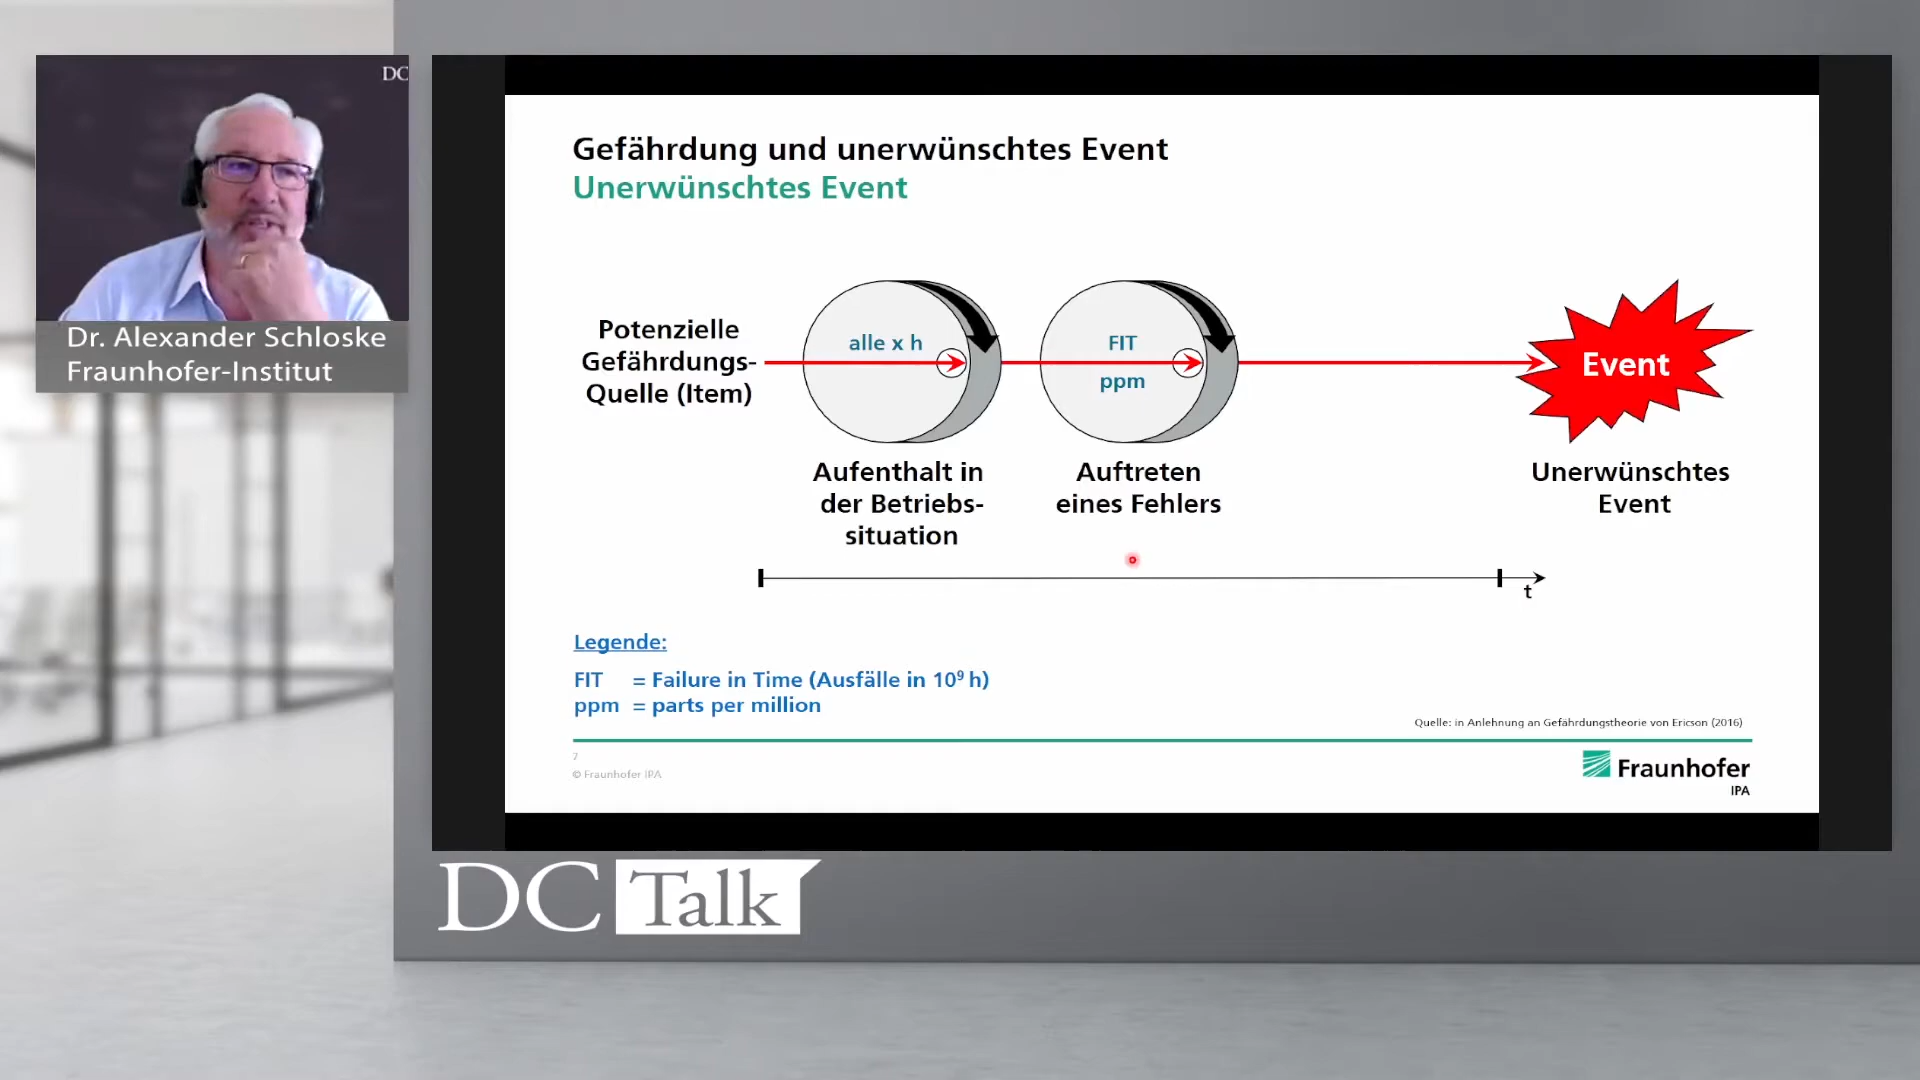 DC
Dr. Alexander Schloske
Fraunhofer-Institut
Gefährdung und unerwünschtes Event
Unerwünschtes Event
Potenzielle
Gefährdungs-
Quelle (Item)
alle x h
FIT
ppm
Event
Aufenthalt in
der Betriebs-
situation
Auftreten
eines Fehlers
Unerwünschtes
Event
t
Legende:
FIT = Failure in Time (Ausfälle in 10⁹ h)
ppm = parts per million
Quelle: in Anlehnung an Gefährdungstheorie von Ericson (2016)
7
© Fraunhofer IPA
Fraunhofer
IPA
DC Talk